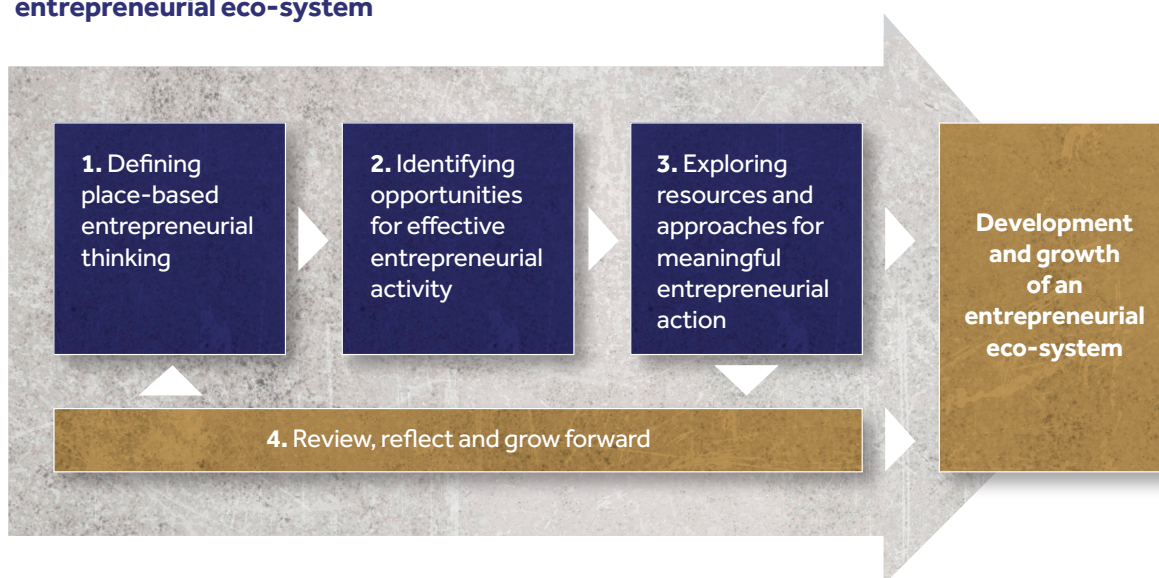 entrepreneurial eco-system
1. Defining
place-based
entrepreneurial
thinking
2. Identifying
opportunities
for effective
entrepreneurial
activity
3. Exploring
resources and
approaches for
meaningful
entrepreneurial
action
4. Review, reflect and grow forward
Development
and growth
of an
entrepreneurial
eco-system